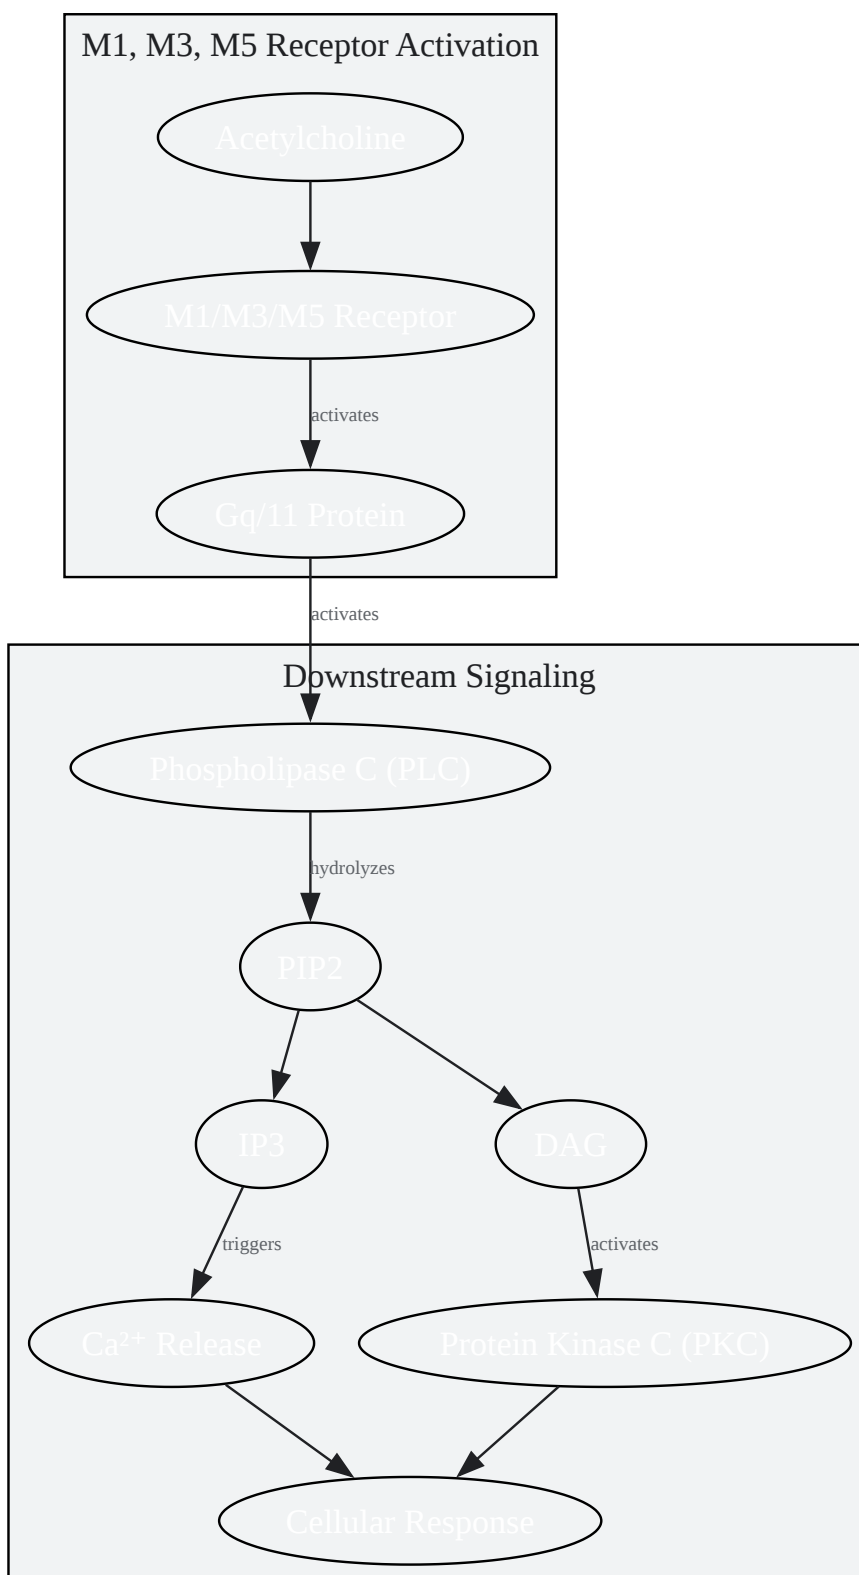 M1, M3, M5 Receptor Activation
Acetylcholine
M1/M3/M5 Receptor
activates
Gq/11 Protein
activates
Downstream Signaling
Phospholipase C (PLC)
hydrolyzes
PIP2
IP3
DAG
triggers
activates
Ca²⁺ Release
Protein Kinase C (PKC)
Cellular Response